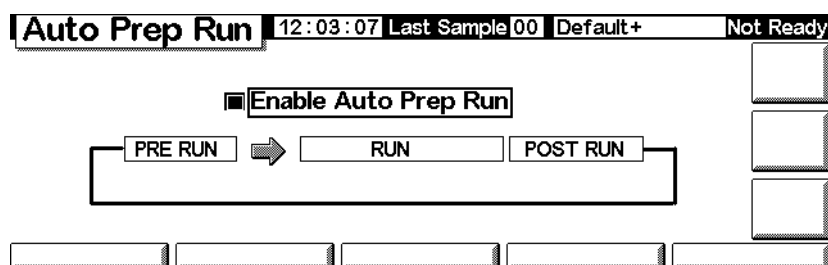 Auto Prep Run 12:03:07 Last Sample 00 Default+ Not Ready
Enable Auto Prep Run
PRE RUN RUN POST RUN